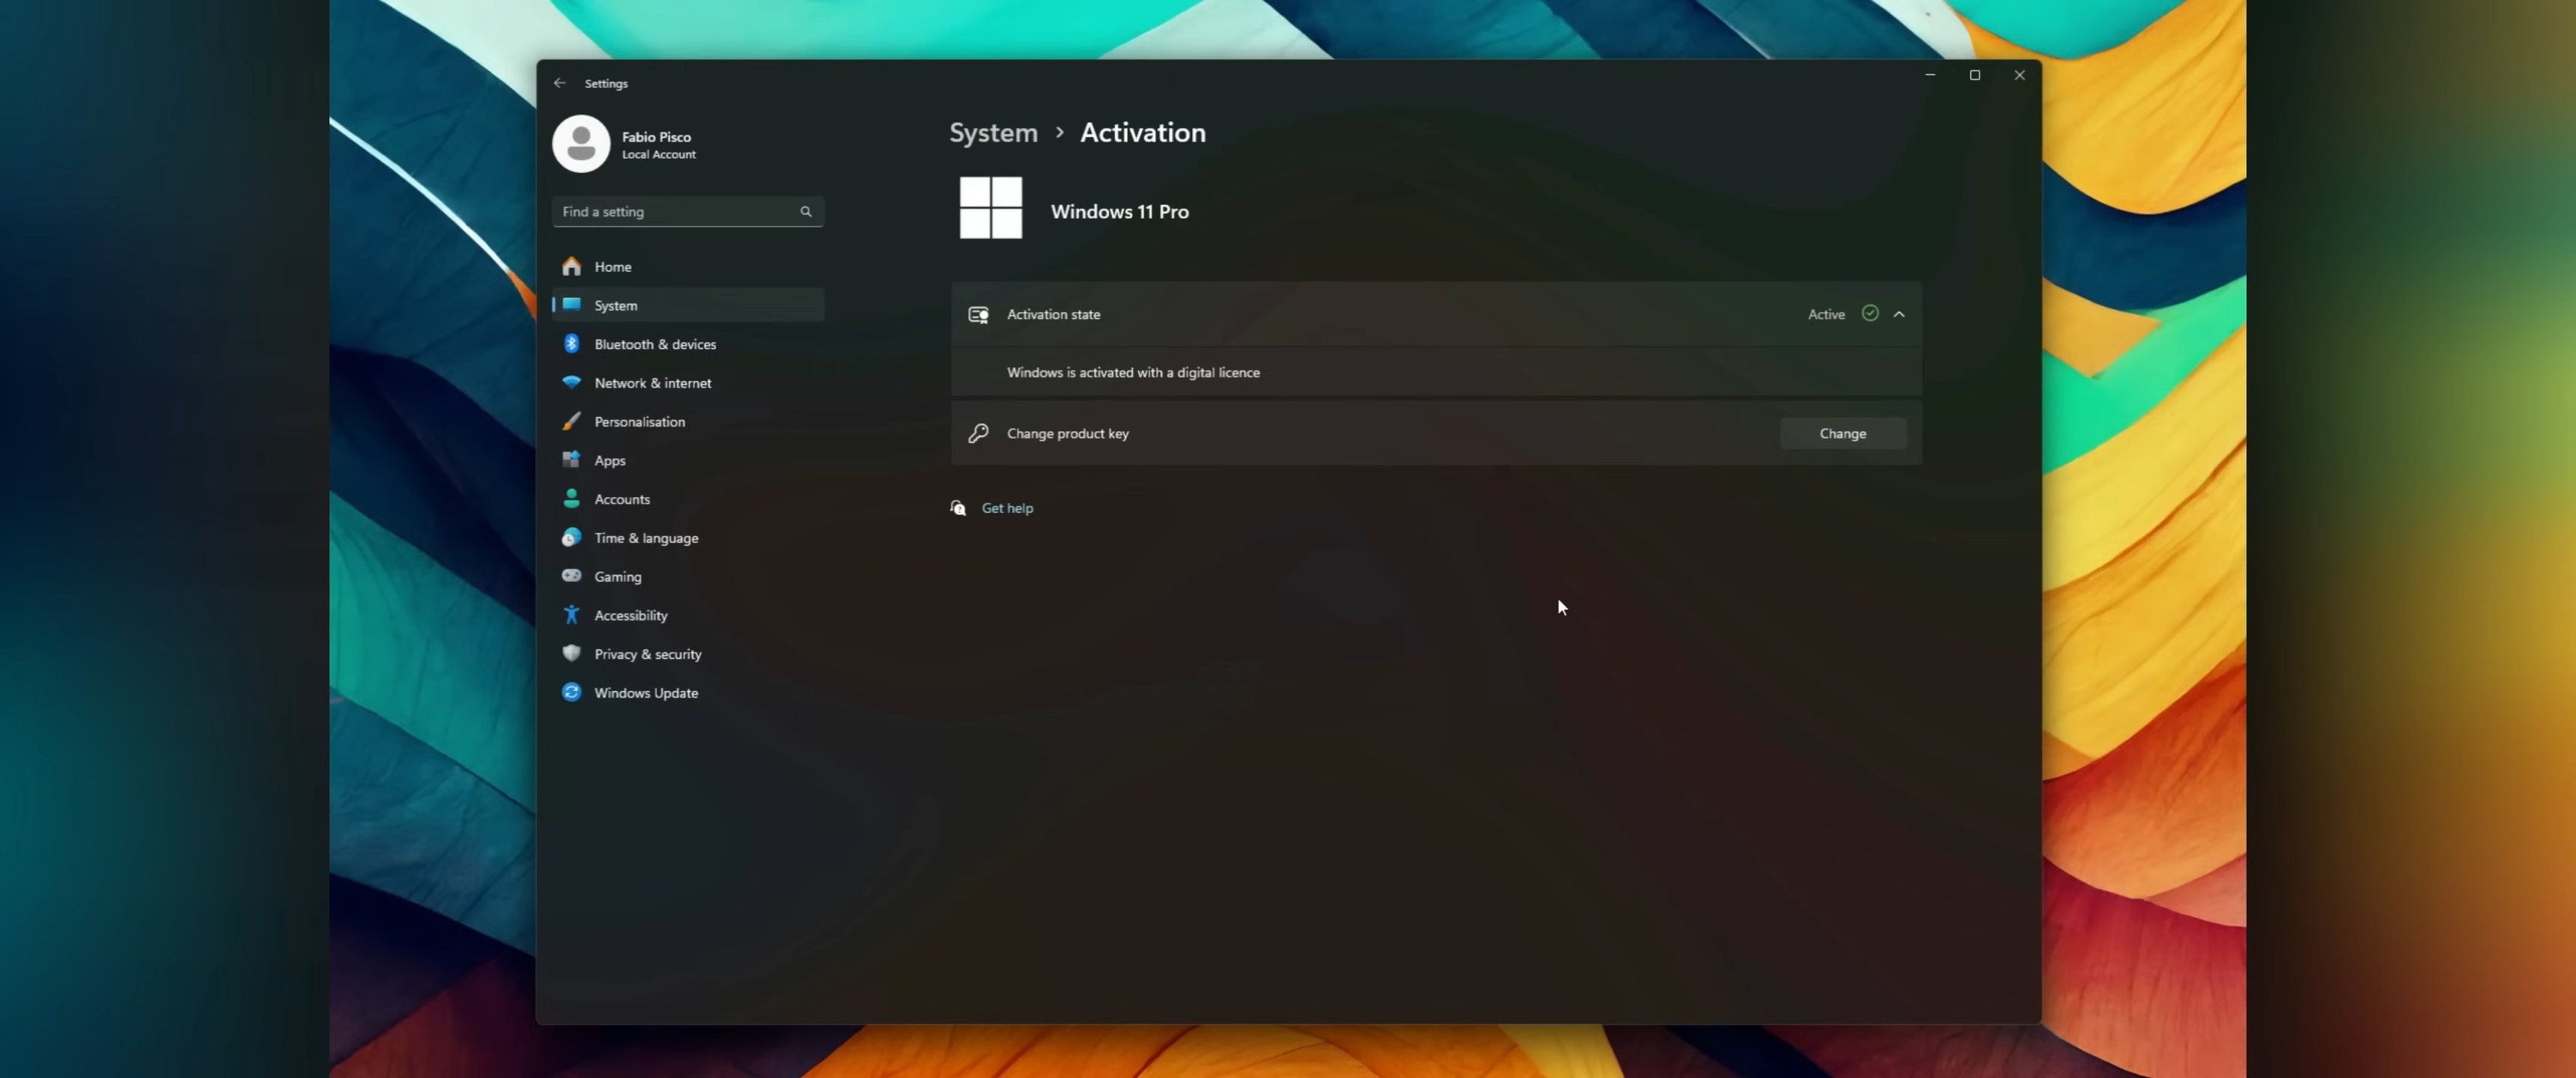 Settings
Fabio Pisco
Local Account
Find a setting
Home
System
Bluetooth & devices
Network & internet
Personalisation
Apps
Accounts
Time & language
Gaming
Accessibility
Privacy & security
Windows Update
System > Activation
Windows 11 Pro
Activation state Active
Windows is activated with a digital licence
Change product key Change
Get help